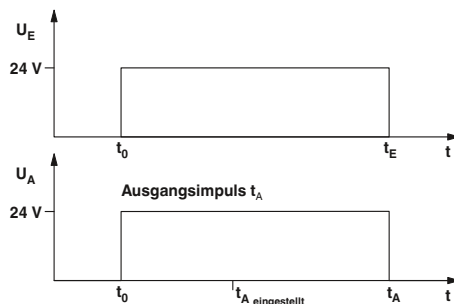 U_E
24 V
t_0 t_E t
U_A
Ausgangsimpuls t_A
24 V
t_0 t_A eingestellt t_A t